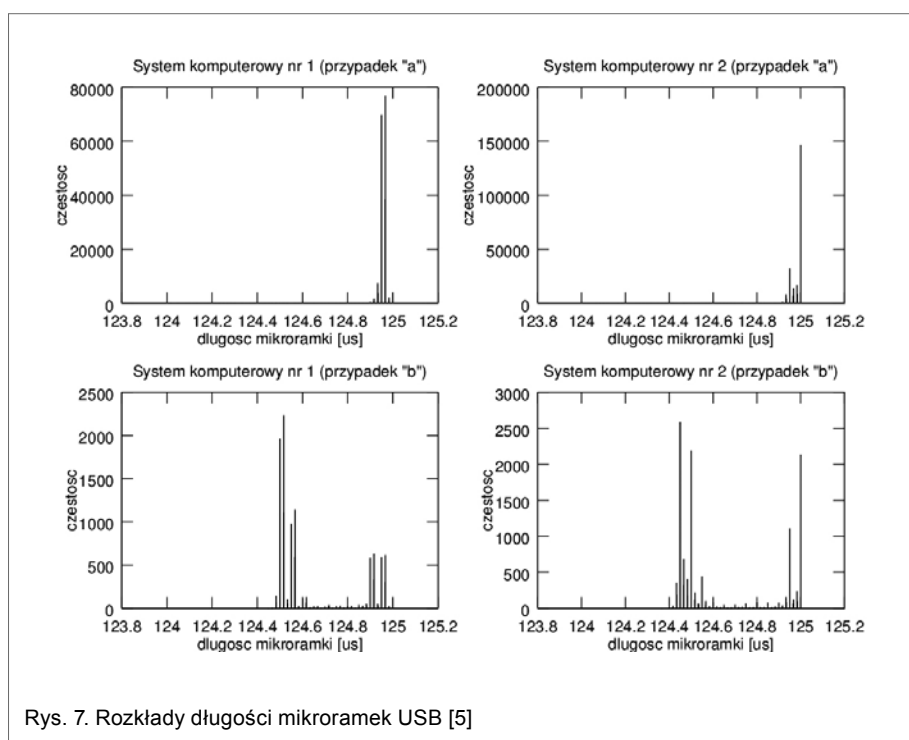 System komputerowy nr 1 (przypadek "a")
80000
60000
40000
20000
0
czestosc
123.8 124 124.2 124.4 124.6 124.8 125 125.2
dlugosc mikroramki [us]
System komputerowy nr 2 (przypadek "a")
200000
150000
100000
50000
0
czestosc
123.8 124 124.2 124.4 124.6 124.8 125 125.2
dlugosc mikroramki [us]
System komputerowy nr 1 (przypadek "b")
2500
2000
1500
1000
500
0
czestosc
123.8 124 124.2 124.4 124.6 124.8 125 125.2
dlugosc mikroramki [us]
System komputerowy nr 2 (przypadek "b")
3000
2500
2000
1500
1000
500
0
czestosc
123.8 124 124.2 124.4 124.6 124.8 125 125.2
dlugosc mikroramki [us]
Rys. 7. Rozkłady długości mikroramek USB [5]